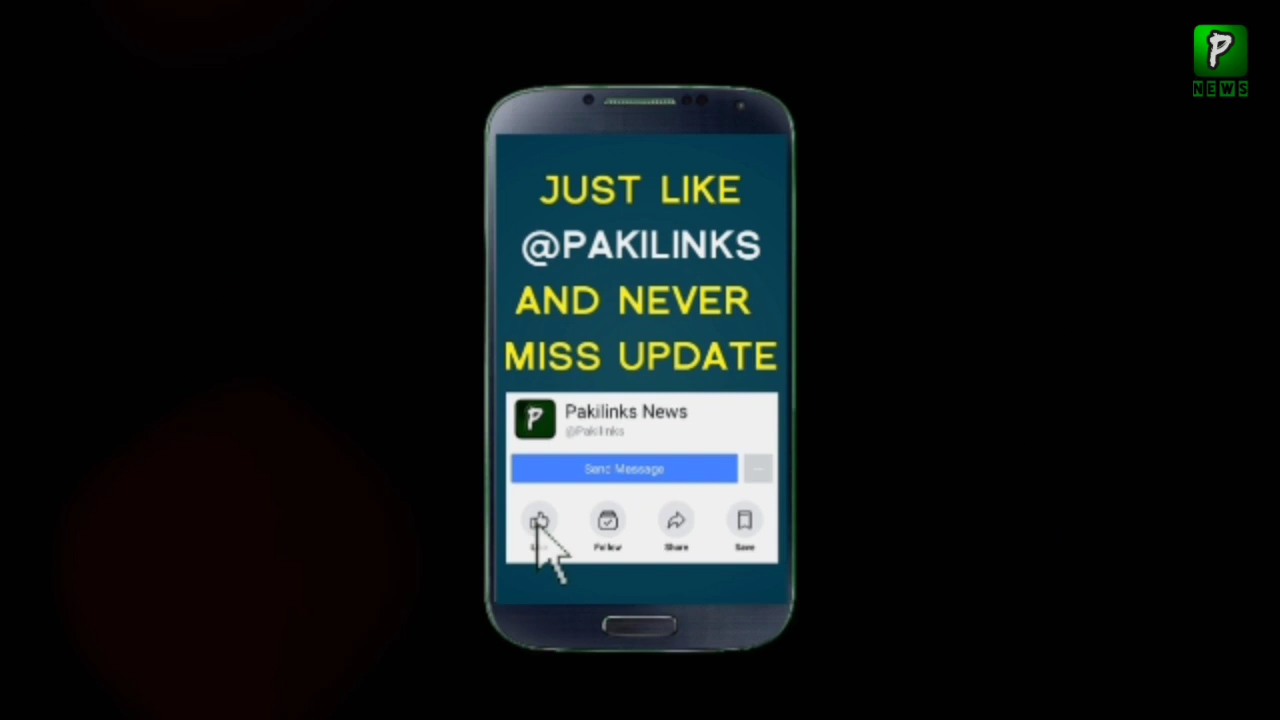 P
NEWS
JUST LIKE
@PAKILINKS
AND NEVER
MISS UPDATE
P
Pakilinks News
@Pakilinks
Send Message
Follow Share Save